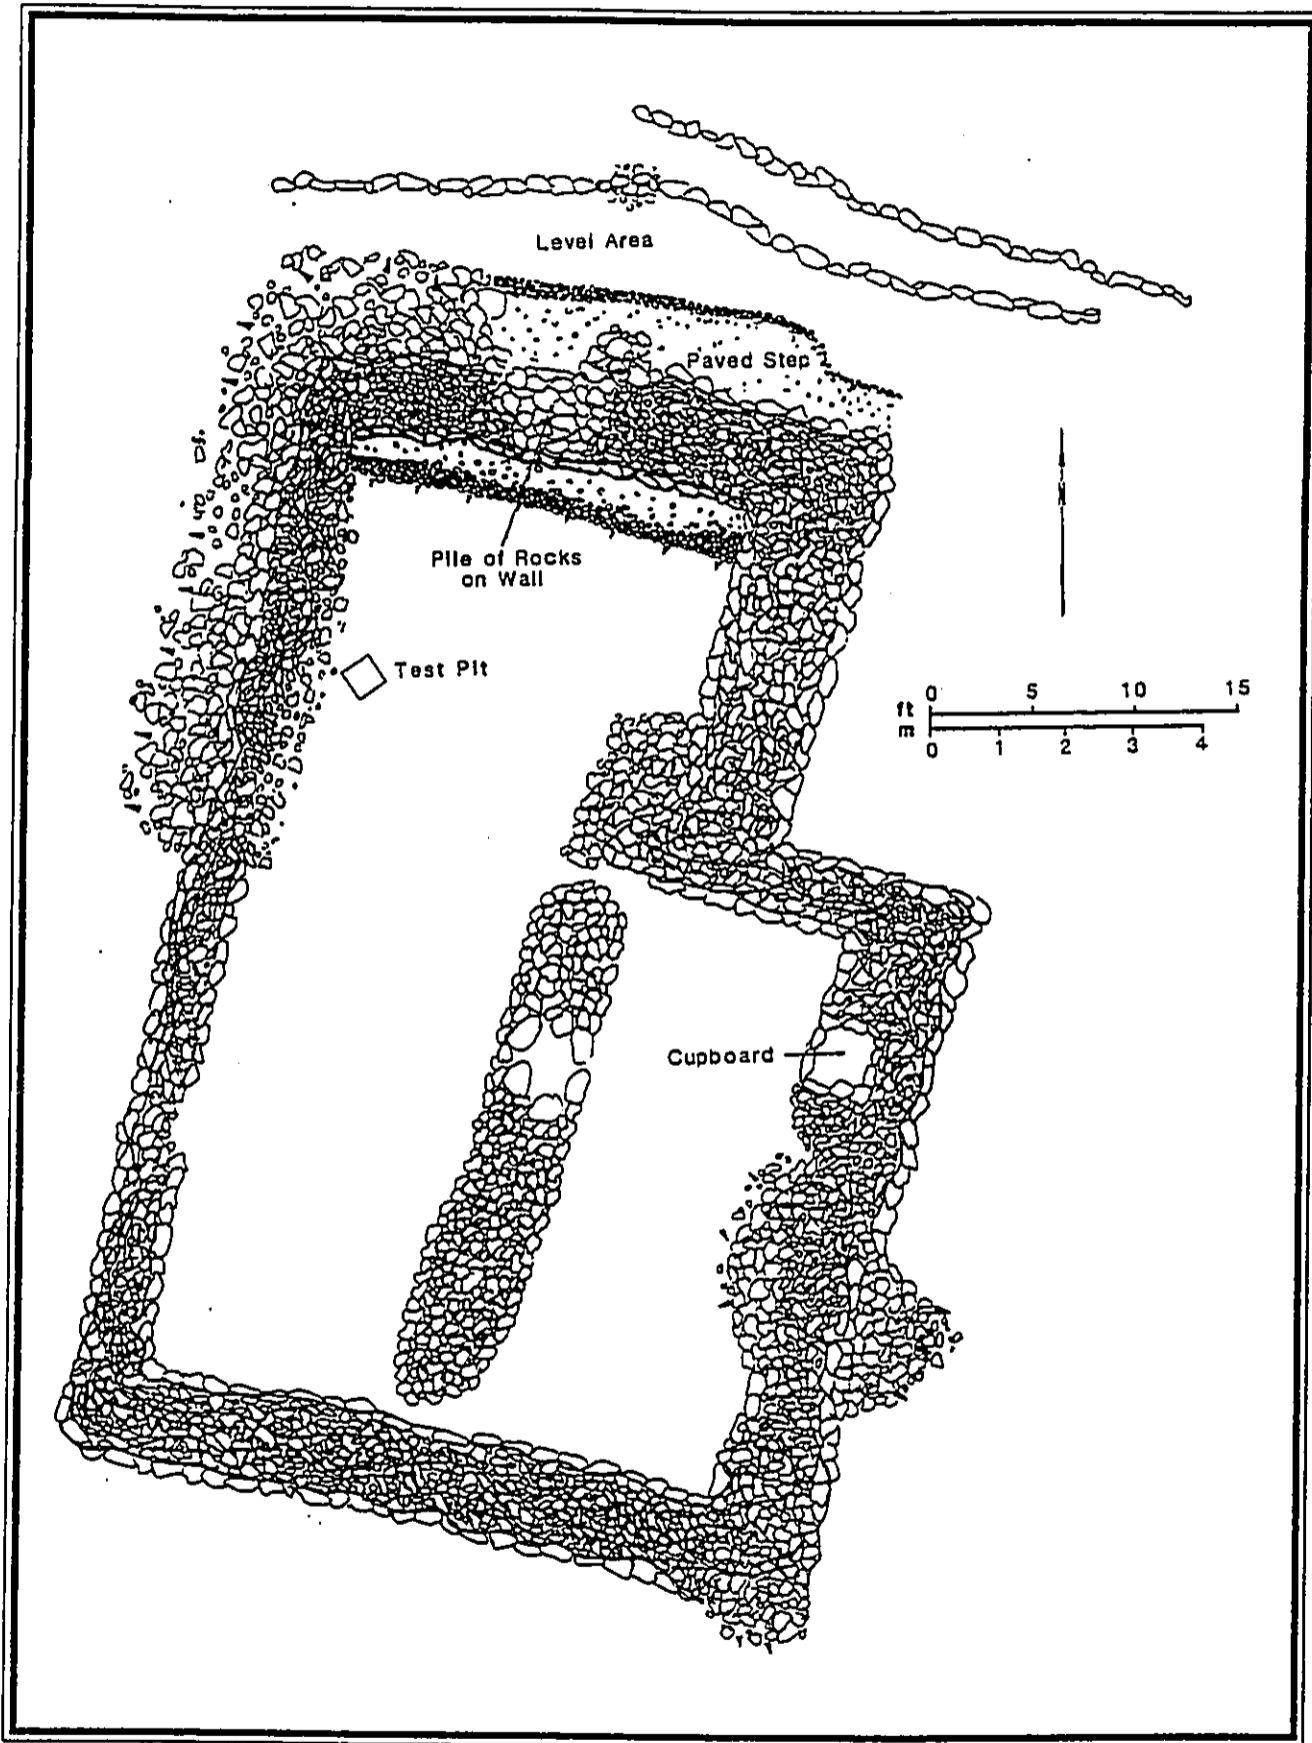 Level Area
Paved Step
Pile of Rocks
on Wall
Test Pit
0 5 10 15
ft
m
0 1 2 3 4
Cupboard